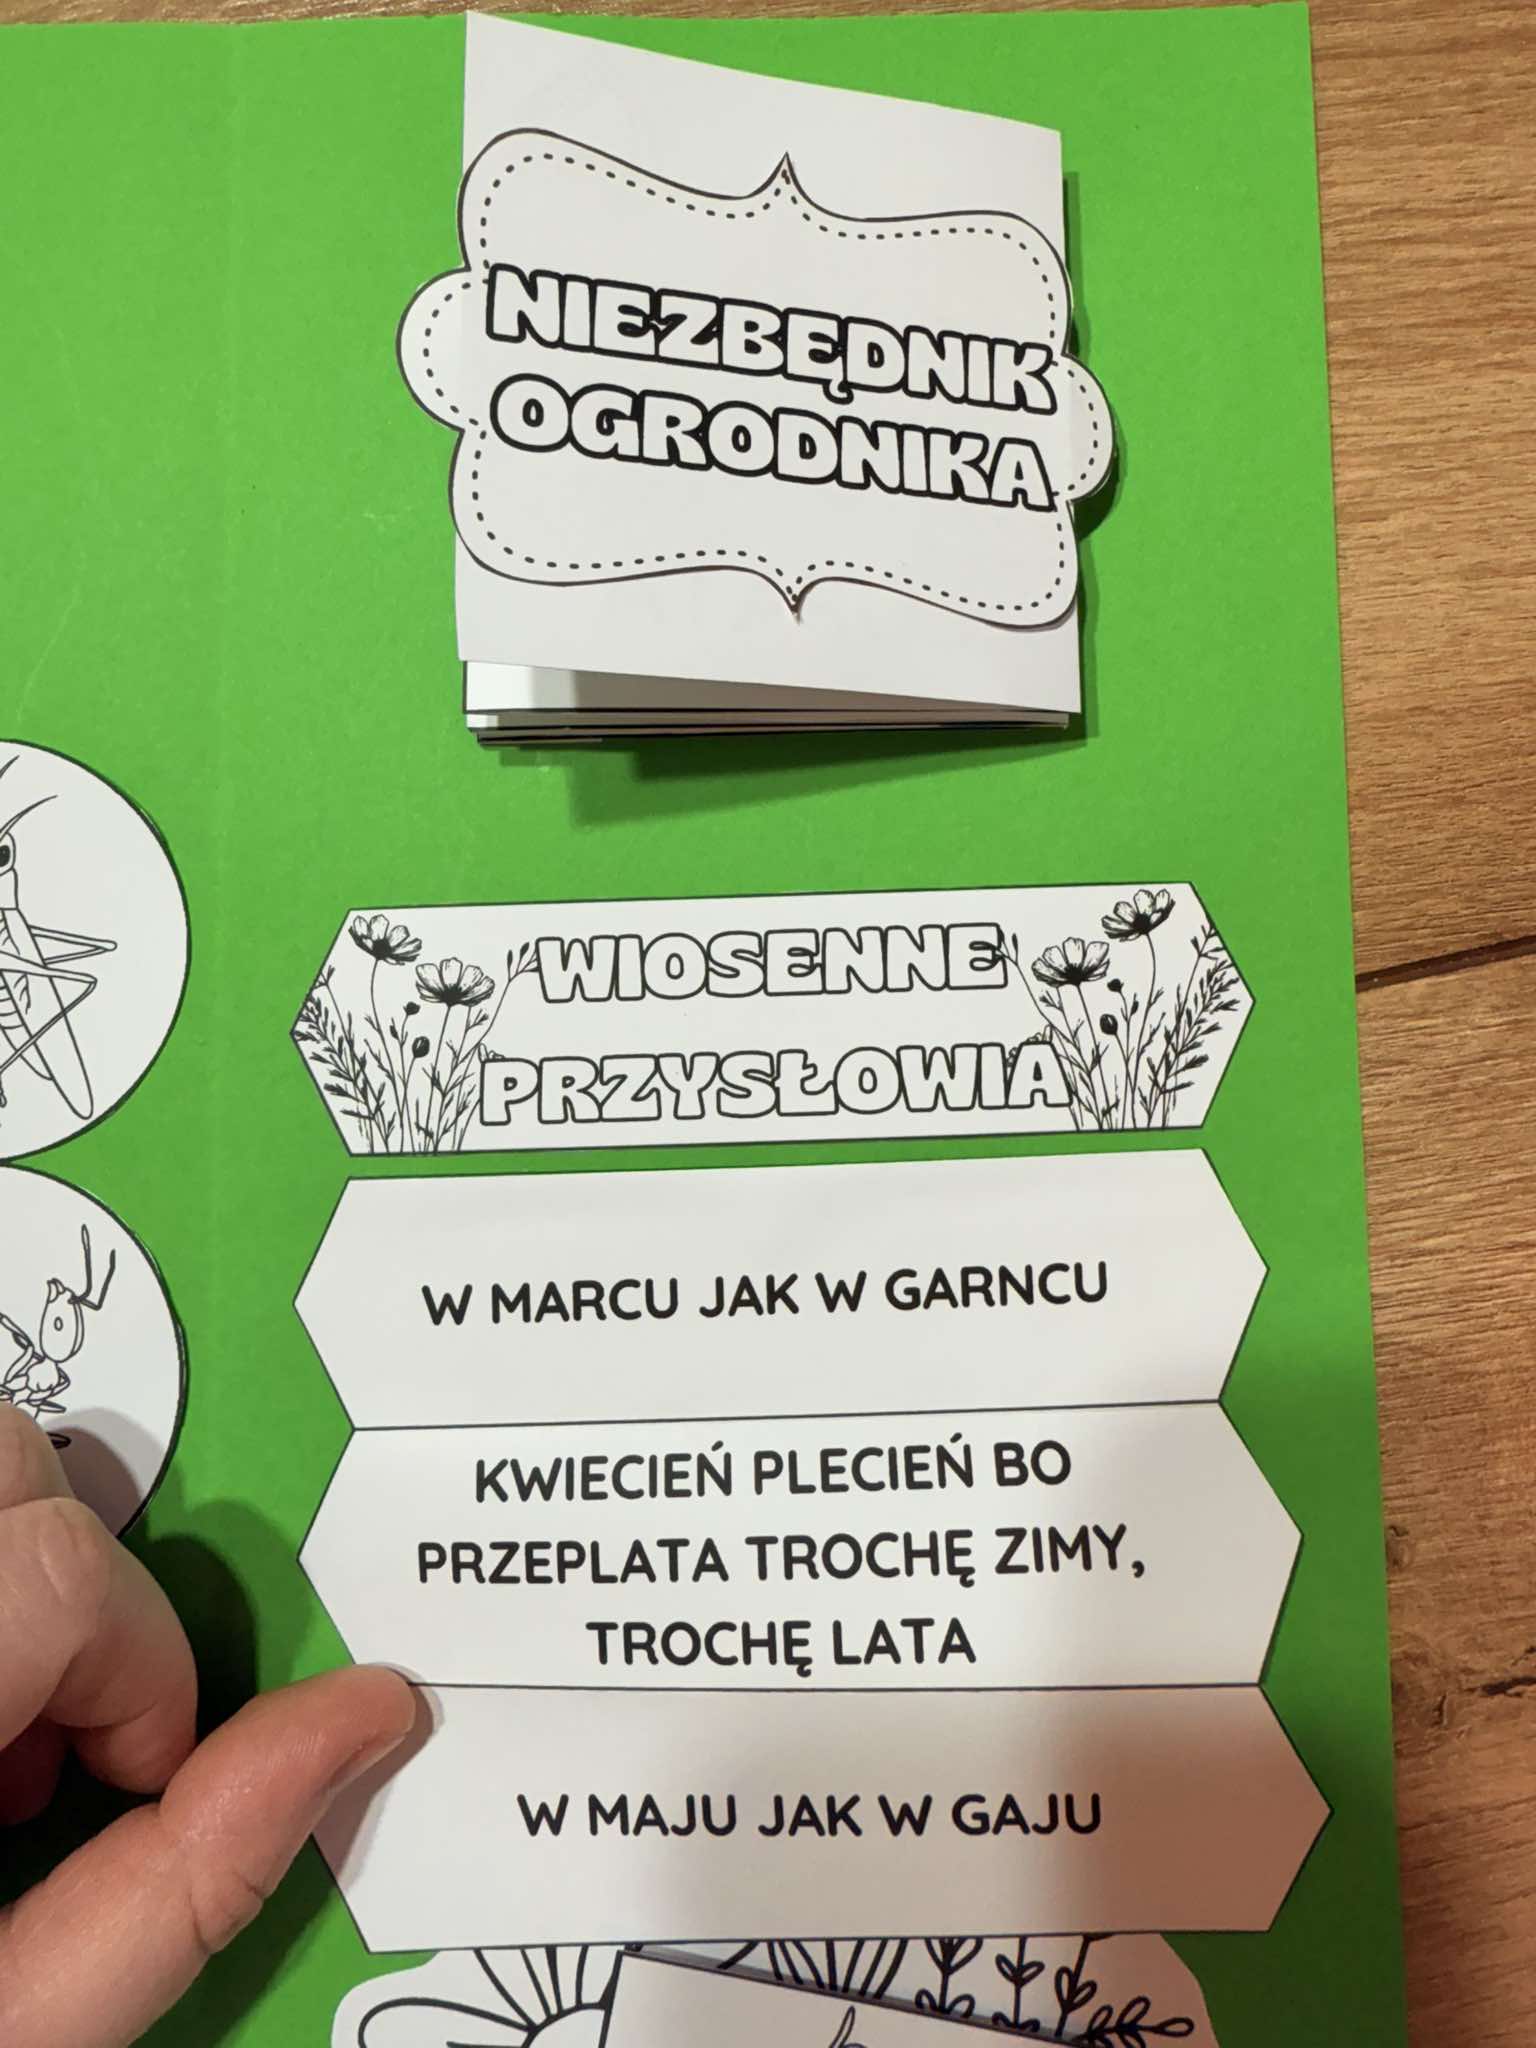 NIEZBĘDNIK
OGRODNIKA
WIOSENNE
PRZYSŁOWIA
W MARCU JAK W GARNCU
KWIECIEŃ PLECIEŃ BO
PRZEPLATA TROCHĘ ZIMY,
TROCHĘ LATA
W MAJU JAK W GAJU